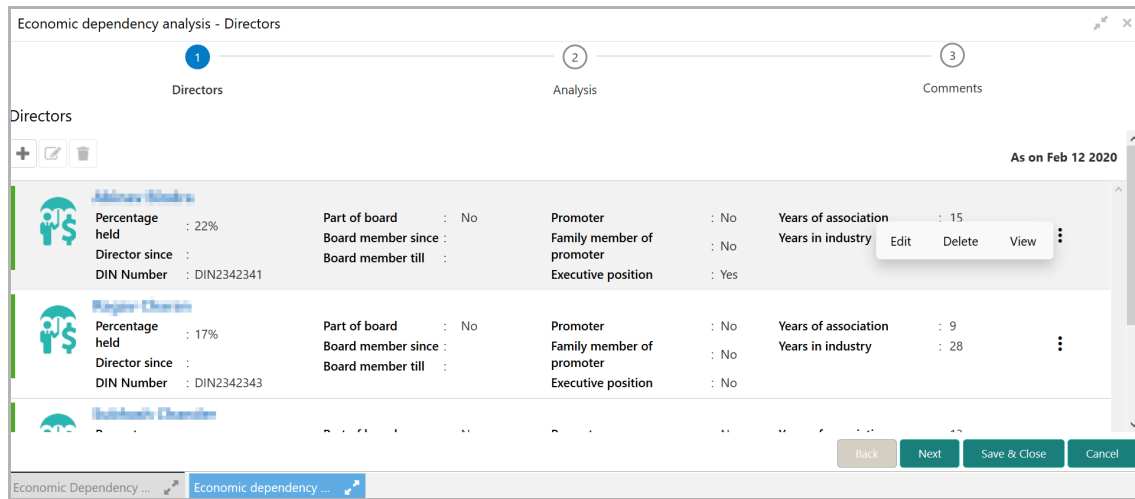 Economic dependency analysis - Directors
1 2 3
Directors Analysis Comments
Directors
As on Feb 12 2020
Percentage held : 22% Part of board : No Promoter : No Years of association : 15
Director since : Board member since : Family member of promoter : No Years in industry
DIN Number : DIN2342341 Board member till : Executive position : Yes
Edit Delete View
Percentage held : 17% Part of board : No Promoter : No Years of association : 9
Director since : Board member since : Family member of promoter : No Years in industry : 28
DIN Number : DIN2342343 Board member till : Executive position : No
Back Next Save & Close Cancel
Economic Dependency ... Economic dependency ...